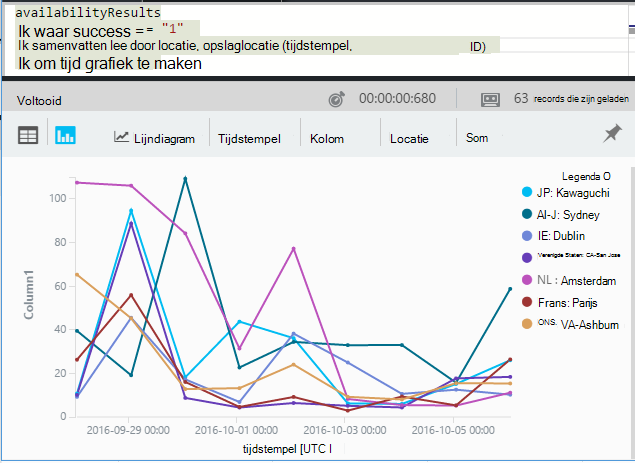 availabilityResults
Ik waar success == "1"
Ik samenvatten lee door locatie, opslaglocatie (tijdstempel, ID)
Ik om tijd grafiek te maken
Voltooid 00:00:00:680 63 records die zijn geladen
Lijndiagram Tijdstempel Kolom Locatie Som
Legenda O
JP: Kawaguchi
AI-J: Sydney
IE: Dublin
Verenigde Staten: CA-San Jose
NL : Amsterdam
Frans: Parijs
ONS. VA-Ashbum
Column1
100
80
60
40
20
0
2016-09-29 00:00 2016-10-01 00:00 2016-10-03 00:00 2016-10-05 00:00
tijdstempel [UTC I